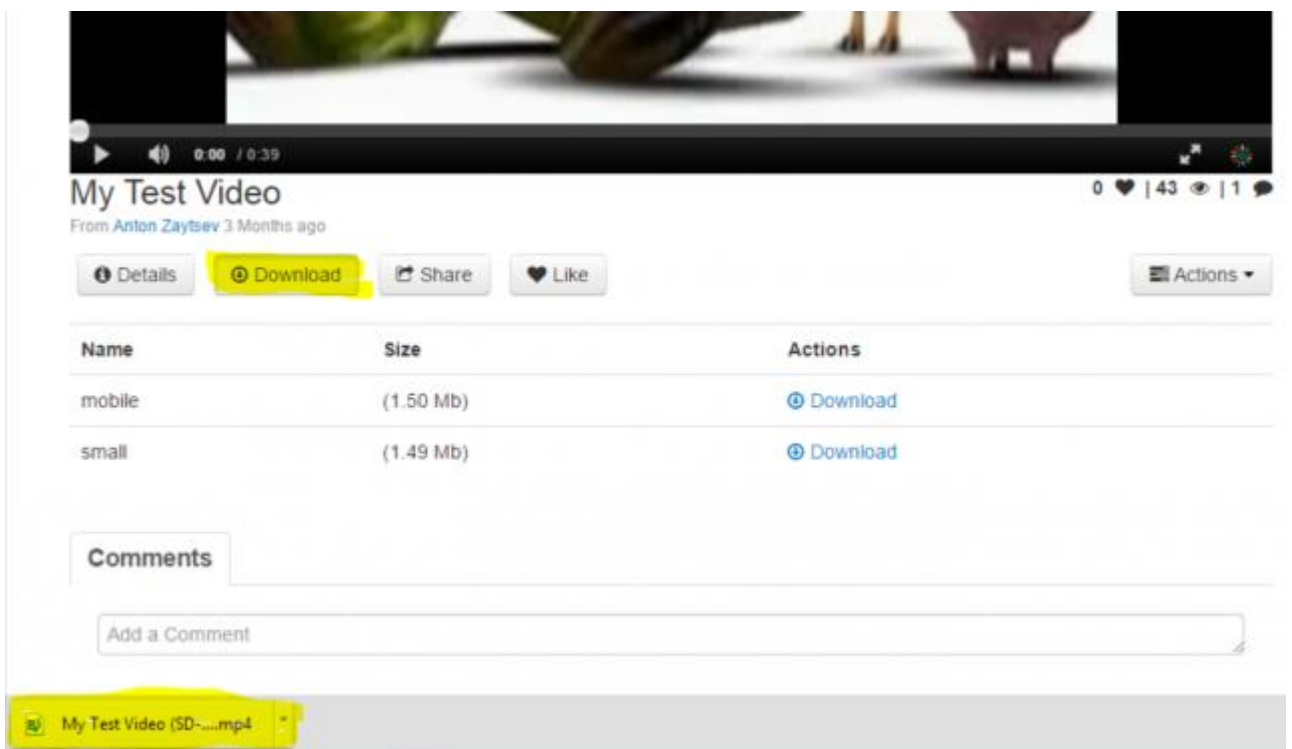 0:00 / 0:39
My Test Video
0 | 43 | 1
From Anton Zaytsev 3 Months ago
Details Download Share Like Actions
Name Size Actions
mobile (1.50 Mb) Download
small (1.49 Mb) Download
Comments
Add a Comment
My Test Video (SD-....mp4